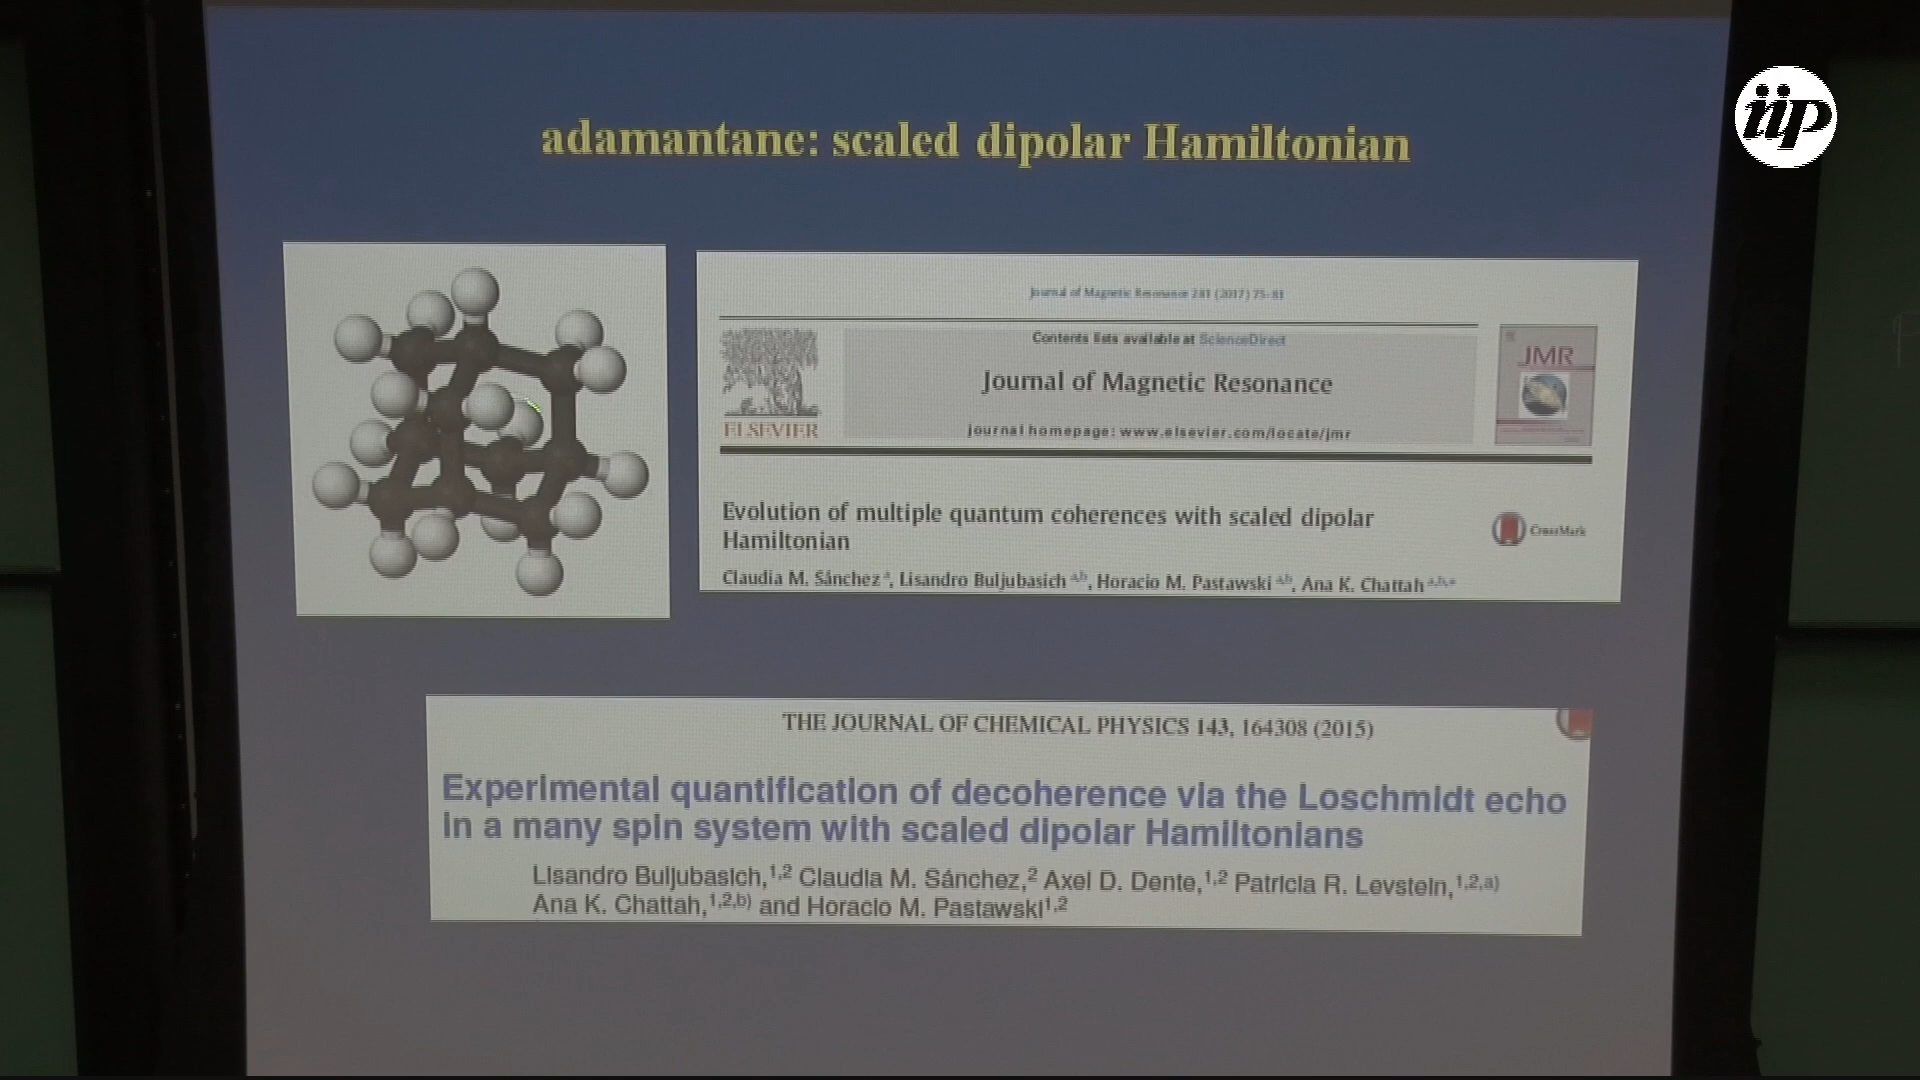 iip
adamantane: scaled dipolar Hamiltonian
Journal of Magnetic Resonance 281 (2017) 75-81
Contents lists available at ScienceDirect
Journal of Magnetic Resonance
journal homepage: www.elsevier.com/locate/jmr
ELSEVIER
JMR
Evolution of multiple quantum coherences with scaled dipolar
Hamiltonian
CrossMark
Claudia M. Sánchez a, Lisandro Buljubasich a,b, Horacio M. Pastawski a,b, Ana K. Chattah a,b,*
THE JOURNAL OF CHEMICAL PHYSICS 143, 164308 (2015)
Experimental quantification of decoherence via the Loschmidt echo
in a many spin system with scaled dipolar Hamiltonians
Lisandro Buljubasich,1,2 Claudia M. Sánchez,2 Axel D. Dente,1,2 Patricia R. Levstein,1,2,a)
Ana K. Chattah,1,2,b) and Horacio M. Pastawski1,2